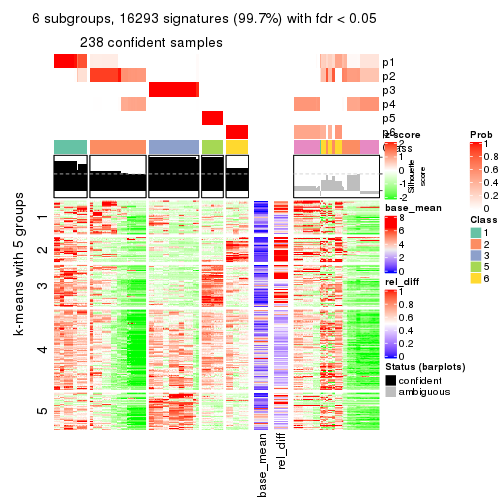 6 subgroups, 16293 signatures (99.7%) with fdr < 0.05
238 confident samples
p1
p2
p3
p4
p5
p6
Class
z score
2
1
0
-1
-2
Silhouette
score
Prob
1
0.8
0.6
0.4
0.2
0
Class
1
2
3
5
6
base_mean
8
6
4
2
0
rel_diff
1
0.8
0.6
0.4
0.2
0
Status (barplots)
confident
ambiguous
k-means with 5 groups
1
2
3
4
5
base_mean
rel_diff